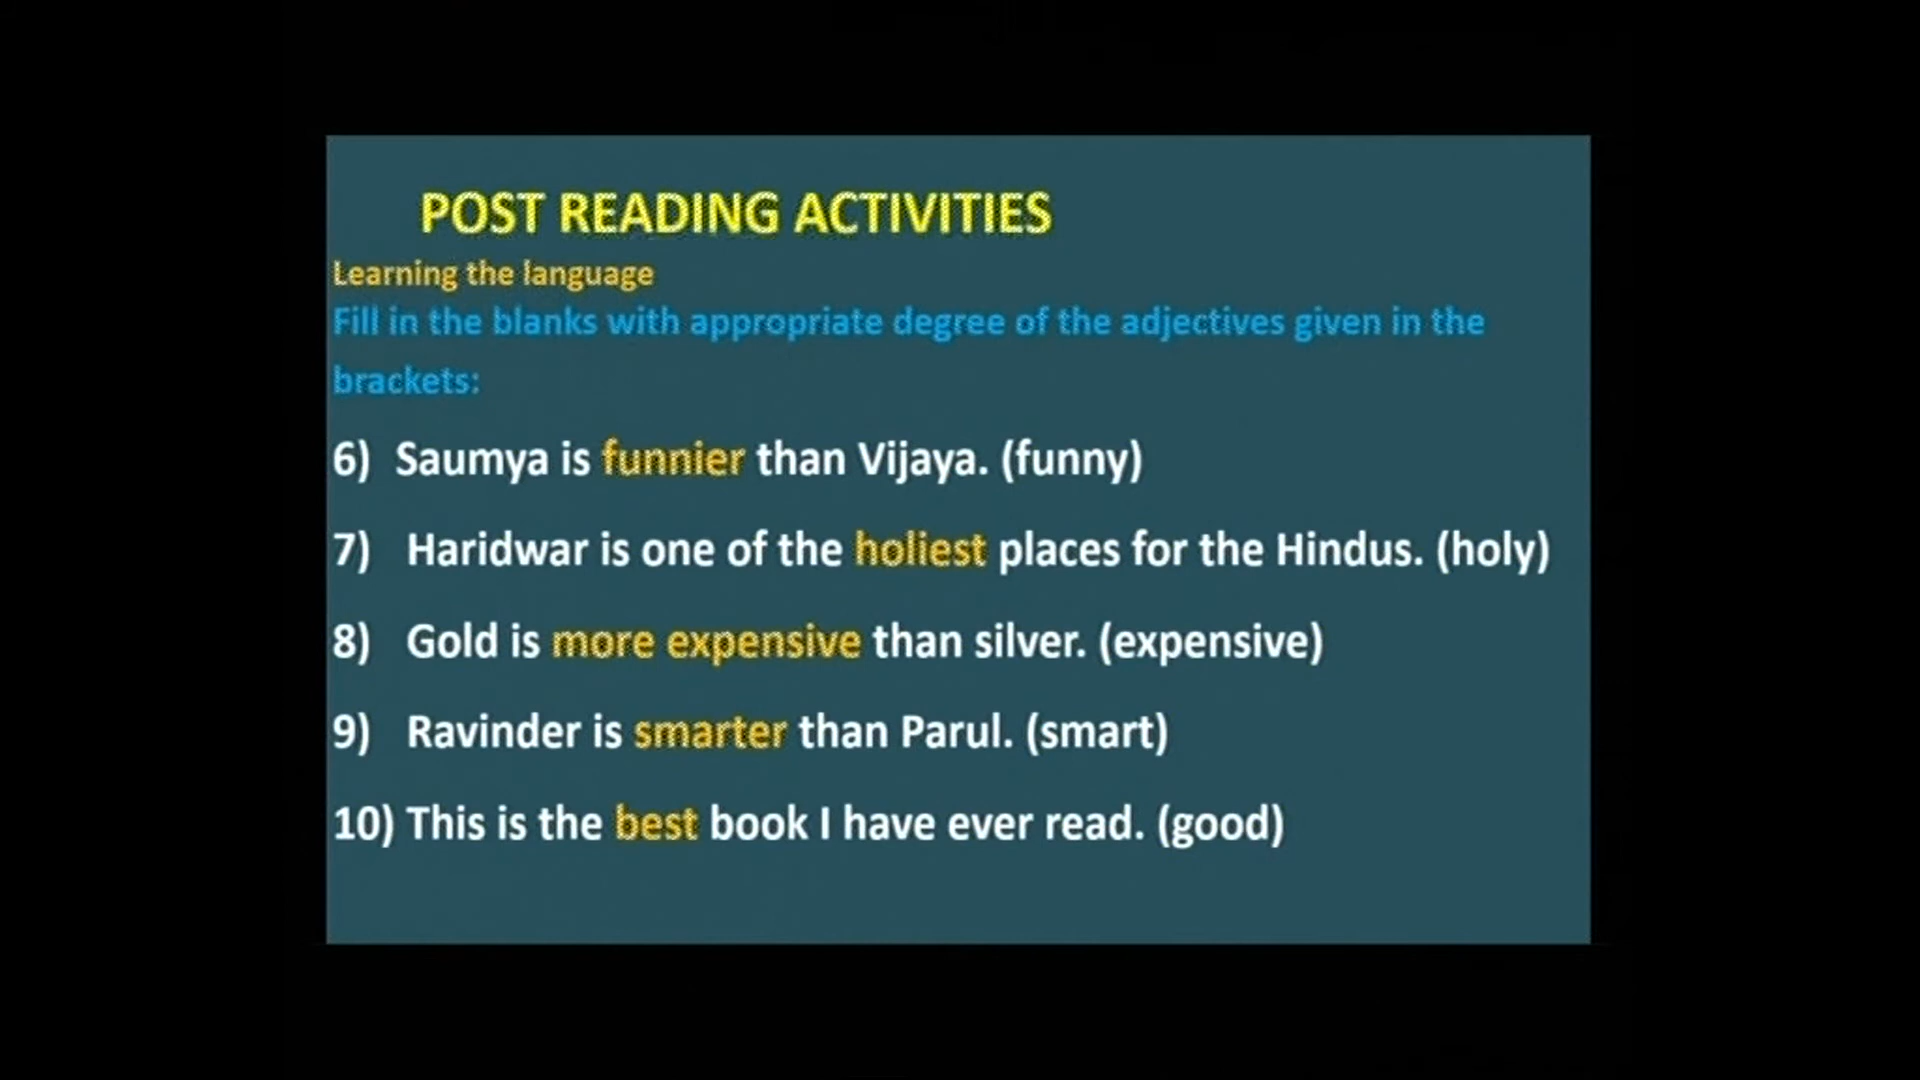 POST READING ACTIVITIES
Learning the language
Fill in the blanks with appropriate degree of the adjectives given in the
brackets:
6) Saumya is funnier than Vijaya. (funny)
7) Haridwar is one of the holiest places for the Hindus. (holy)
8) Gold is more expensive than silver. (expensive)
9) Ravinder is smarter than Parul. (smart)
10) This is the best book I have ever read. (good)